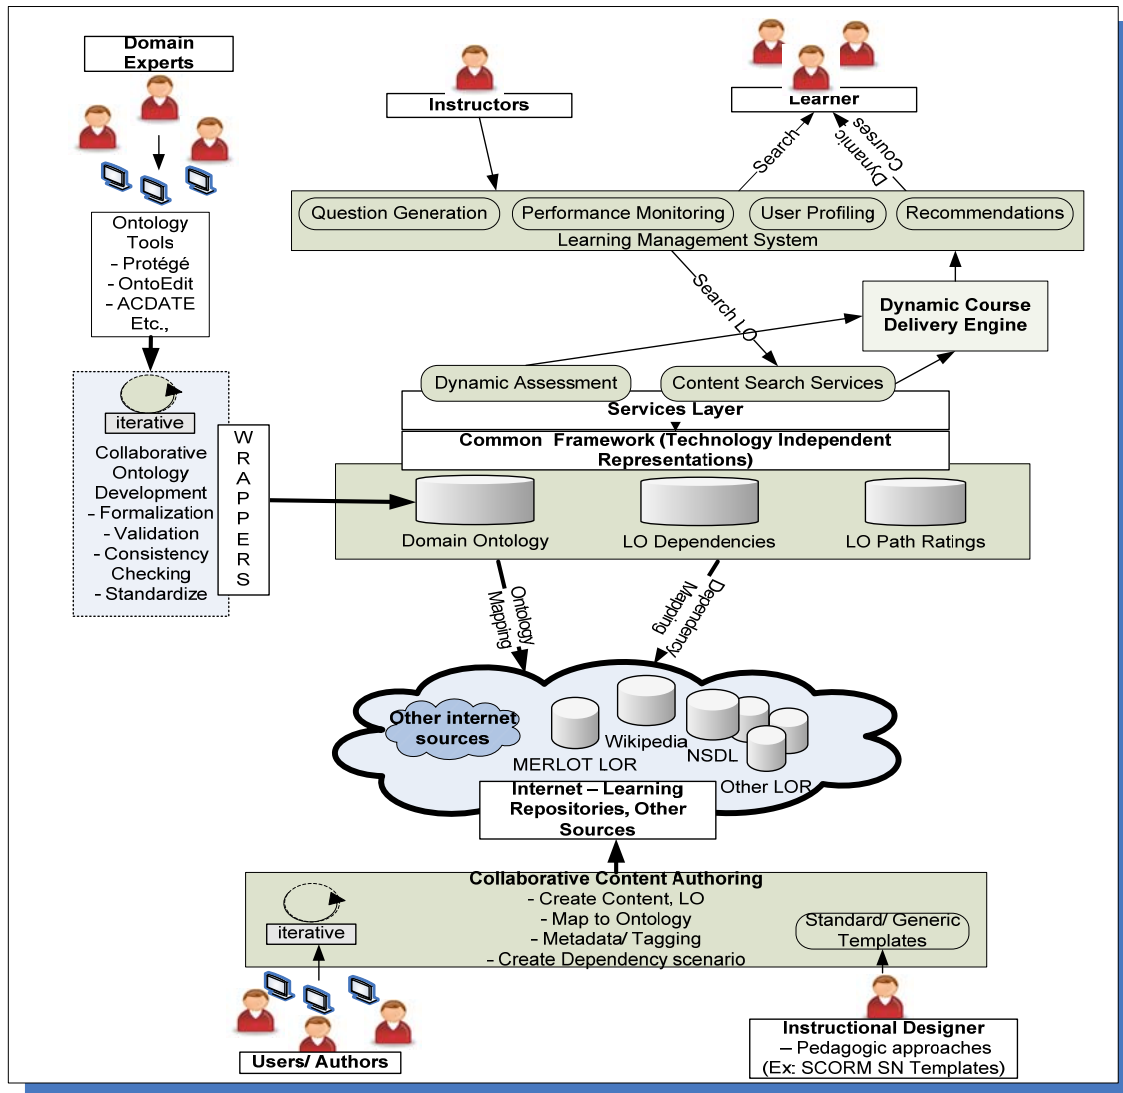 Domain
Experts
Instructors
Learner
Search
Dynamic
Courses
Ontology
Tools
- Protégé
- OntoEdit
- ACDATE
Etc.,
Question Generation
Performance Monitoring
User Profiling
Recommendations
Learning Management System
Search LO
Dynamic Course
Delivery Engine
Dynamic Assessment
Content Search Services
Services Layer
Common Framework (Technology Independent
Representations)
iterative
Collaborative
Ontology
Development
- Formalization
- Validation
- Consistency
Checking
- Standardize
W
R
A
P
P
E
R
S
Domain Ontology
LO Dependencies
LO Path Ratings
Ontology
Mapping
Dependency
Mapping
Other internet
sources
MERLOT LOR
Wikipedia
NSDL
Other LOR
Internet – Learning
Repositories, Other
Sources
Collaborative Content Authoring
- Create Content, LO
- Map to Ontology
- Metadata/ Tagging
- Create Dependency scenario
iterative
Standard/ Generic
Templates
Users/ Authors
Instructional Designer
– Pedagogic approaches
(Ex: SCORM SN Templates)